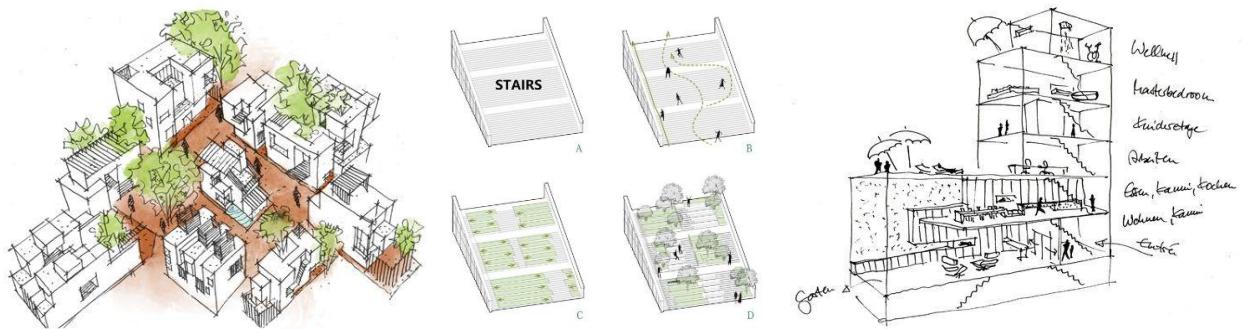 STAIRS
A
B
C
D
Wellness
Masterbedroom
Kinderetage
Arbeiten
Essen, Kamin, Kochen
Wohnen, Kamin
Entrée
Garten